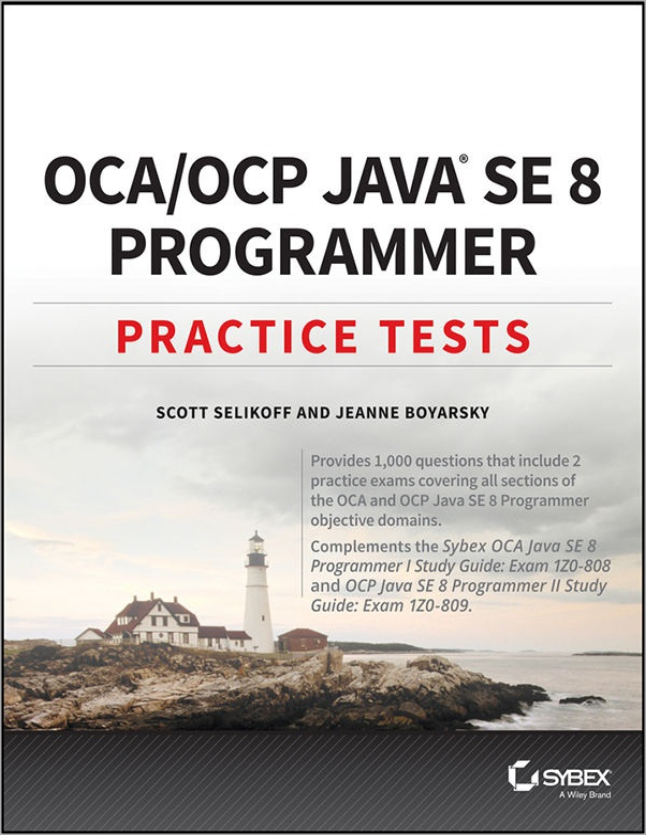 OCA/OCP JAVA® SE 8
PROGRAMMER
PRACTICE TESTS
SCOTT SELIKOFF AND JEANNE BOYARSKY
Provides 1,000 questions that include 2
practice exams covering all sections of
the OCA and OCP Java SE 8 Programmer
objective domains.
Complements the Sybex OCA Java SE 8
Programmer I Study Guide: Exam 1Z0-808
and OCP Java SE 8 Programmer II Study
Guide: Exam 1Z0-809.
SYBEX®
A Wiley Brand